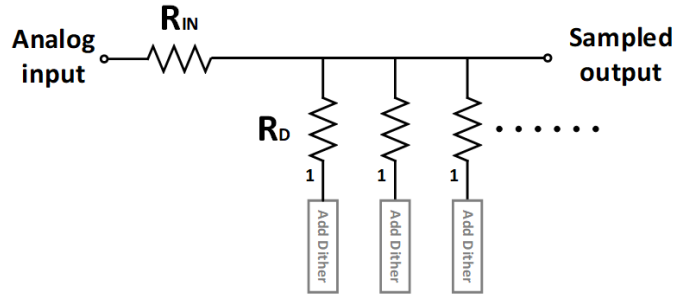 RIN
Analog
input
Sampled
output
RD
1
1
1
Add Dither
Add Dither
Add Dither